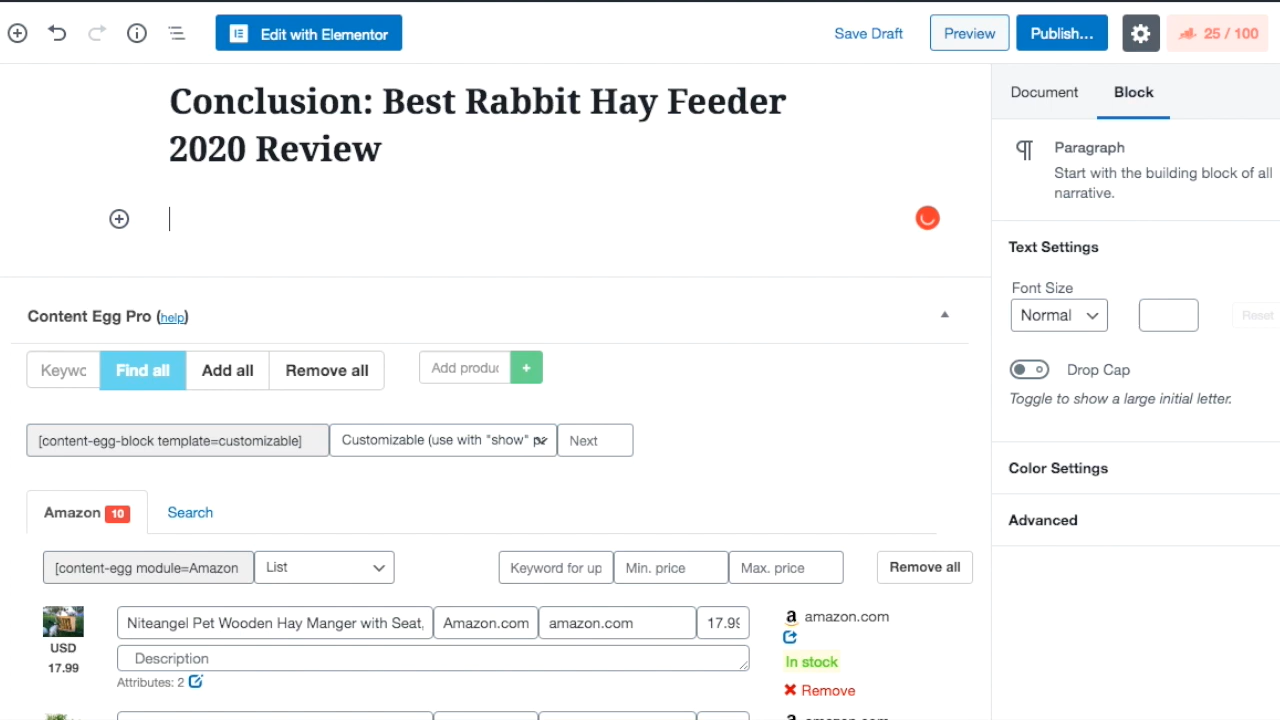 Edit with Elementor
Save Draft
Preview
Publish...
25 / 100
Conclusion: Best Rabbit Hay Feeder
2020 Review
Document
Block
Paragraph
Start with the building block of all
narrative.
Text Settings
Font Size
Normal
Reset
Drop Cap
Toggle to show a large initial letter.
Color Settings
Advanced
Content Egg Pro (help)
Keywc
Find all
Add all
Remove all
Add produc
+
[content-egg-block template=customizable]
Customizable (use with "show"
Next
Amazon 10
Search
[content-egg module=Amazon
List
Keyword for up
Min. price
Max. price
Remove all
Niteangel Pet Wooden Hay Manger with Seat,
Amazon.com
amazon.com
17.99
a amazon.com
USD
17.99
Description
In stock
Attributes: 2
Remove